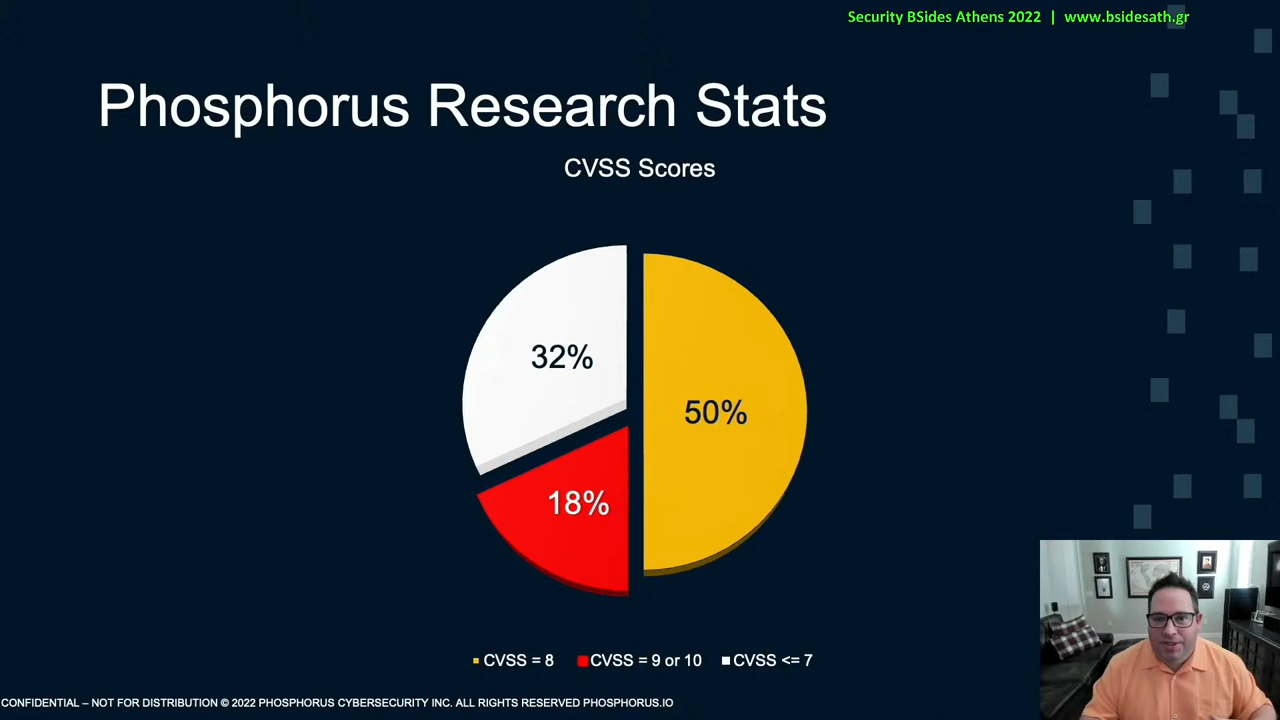 Security BSides Athens 2022 | www.bsidesath.gr
Phosphorus Research Stats
CVSS Scores
32%
50%
18%
CVSS = 8 CVSS = 9 or 10 CVSS <= 7
CONFIDENTIAL – NOT FOR DISTRIBUTION © 2022 PHOSPHORUS CYBERSECURITY INC. ALL RIGHTS RESERVED PHOSPHORUS.IO